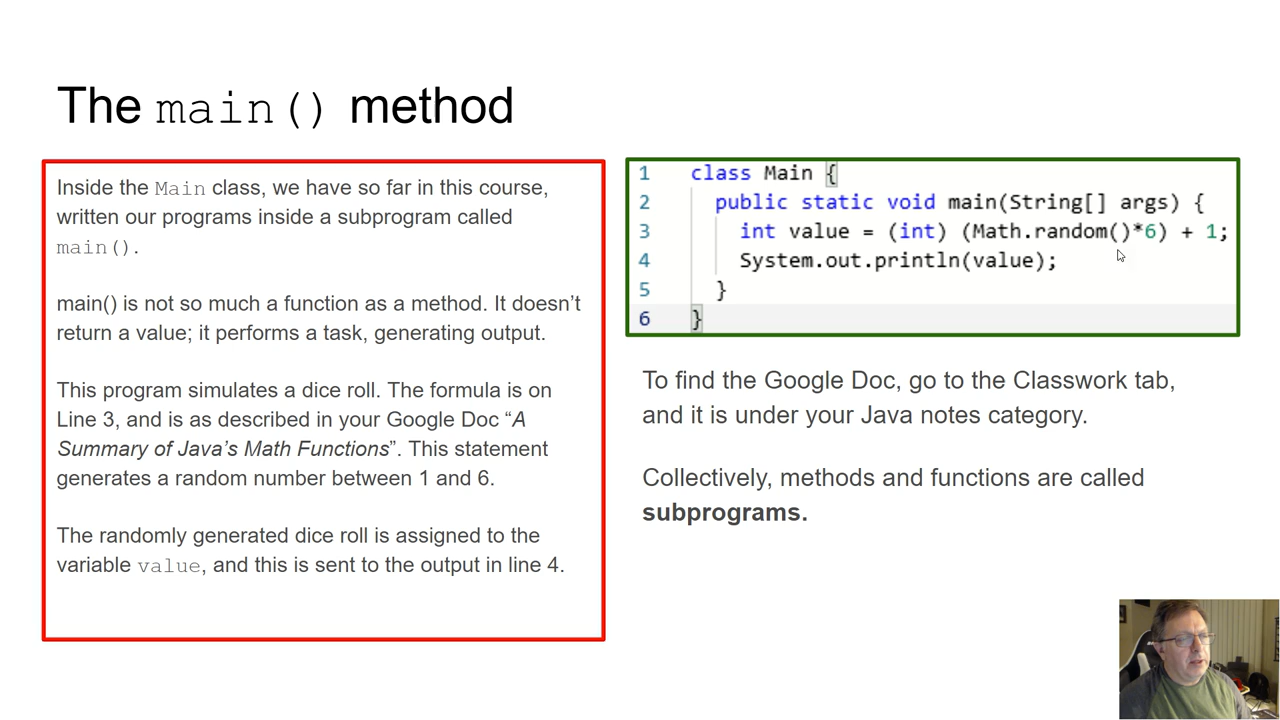 The main() method
Inside the Main class, we have so far in this course,
written our programs inside a subprogram called
main().
main() is not so much a function as a method. It doesn’t
return a value; it performs a task, generating output.
This program simulates a dice roll. The formula is on
Line 3, and is as described in your Google Doc “A
Summary of Java’s Math Functions”. This statement
generates a random number between 1 and 6.
The randomly generated dice roll is assigned to the
variable value, and this is sent to the output in line 4.
1 class Main {
2 public static void main(String[] args) {
3 int value = (int) (Math.random()*6) + 1;
4 System.out.println(value);
5 }
6 }
To find the Google Doc, go to the Classwork tab,
and it is under your Java notes category.
Collectively, methods and functions are called
subprograms.